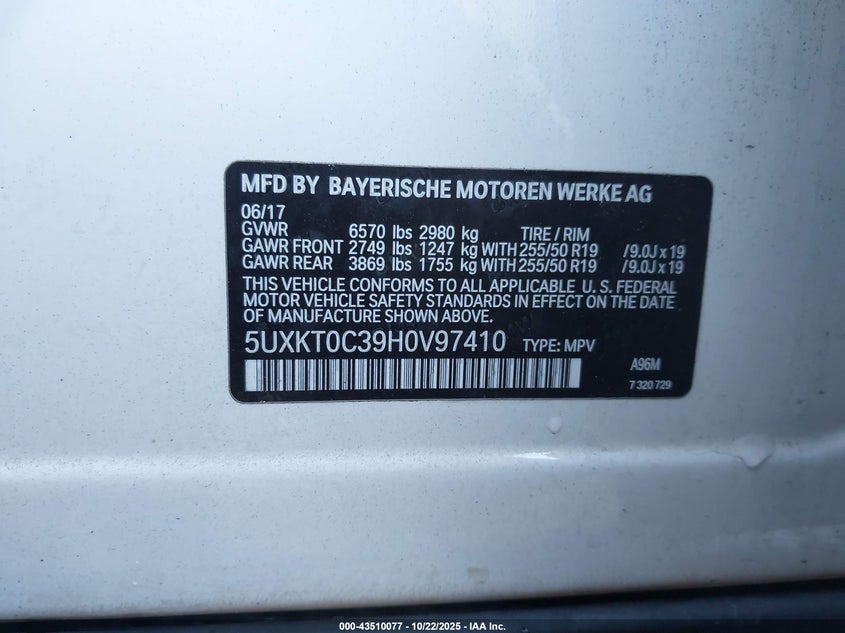 MFD BY BAYERISCHE MOTOREN WERKE AG
06/17
GVWR 6570 lbs 2980 kg TIRE / RIM
GAWR FRONT 2749 lbs 1247 kg WITH 255/50 R19 /9.0J x 19
GAWR REAR 3869 lbs 1755 kg WITH 255/50 R19 /9.0J x 19
THIS VEHICLE CONFORMS TO ALL APPLICABLE U. S. FEDERAL
MOTOR VEHICLE SAFETY STANDARDS IN EFFECT ON THE DATE
OF MANUFACTURE SHOWN ABOVE.
5UXKT0C39H0V97410 TYPE: MPV
A96M
7 320 729
000-43510077 - 10/22/2025 - IAA Inc.